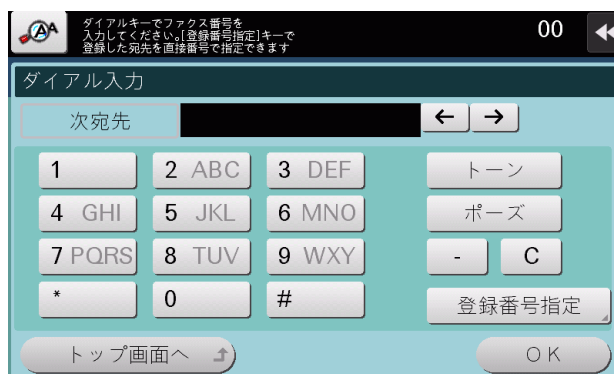 ダイアルキーでファクス番号を
入力してください。[登録番号指定]キーで
登録した宛先を直接番号で指定できます
00
ダイアル入力
次宛先 ← →
1 2 ABC 3 DEF トーン
4 GHI 5 JKL 6 MNO ポーズ
7 PQRS 8 TUV 9 WXY - C
* 0 # 登録番号指定
トップ画面へ OK